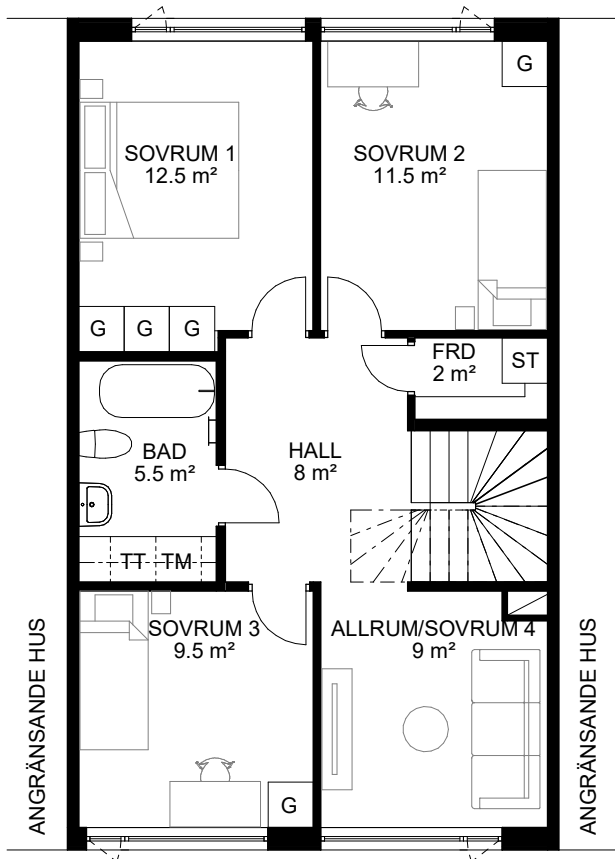 G
SOVRUM 1
12.5 m²
SOVRUM 2
11.5 m²
G G G
FRD
2 m²
ST
BAD
5.5 m²
HALL
8 m²
TT TM
SOVRUM 3
9.5 m²
ALLRUM/SOVRUM 4
9 m²
G
ANGRÄNSANDE HUS
ANGRÄNSANDE HUS